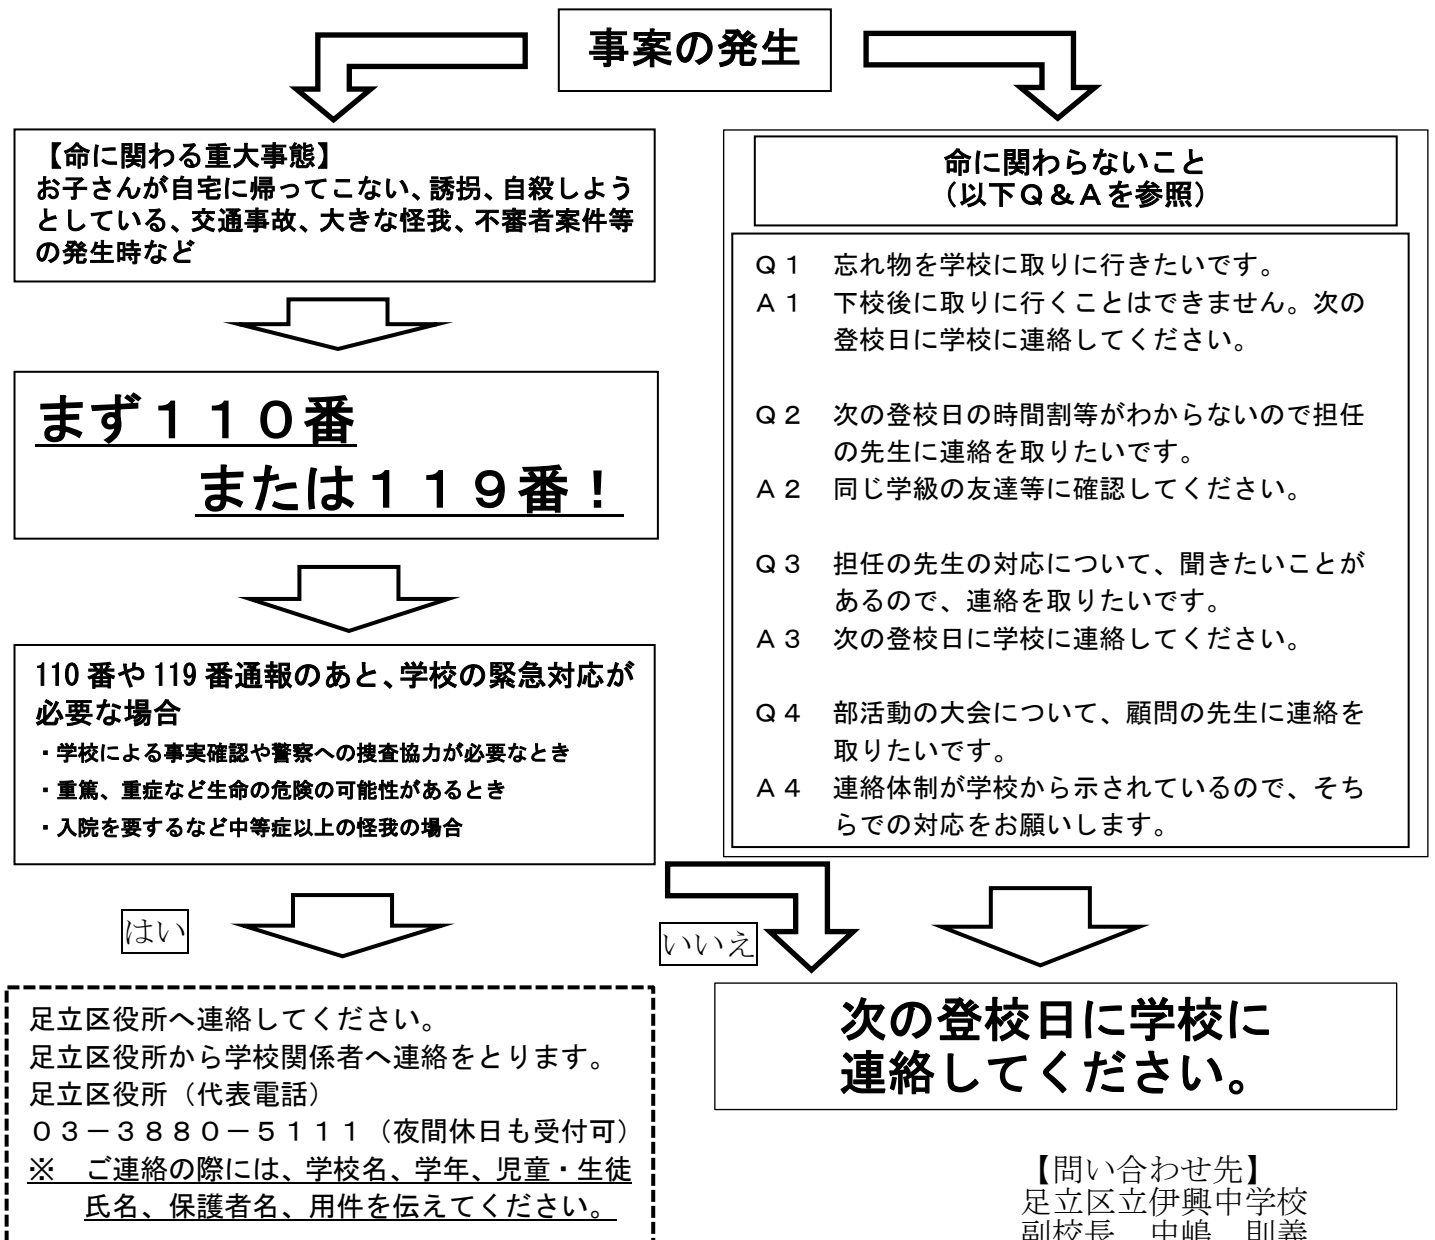 事案の発生
【命に関わる重大事態】
お子さんが自宅に帰ってこない、誘拐、自殺しよう
としている、交通事故、大きな怪我、不審者案件等
の発生時など
まず１１０番
または１１９番！
110番や119番通報のあと、学校の緊急対応が
必要な場合
・学校による事実確認や警察への捜査協力が必要なとき
・重篤、重症など生命の危険の可能性があるとき
・入院を要するなど中等症以上の怪我の場合
はい
いいえ
足立区役所へ連絡してください。
足立区役所から学校関係者へ連絡をとります。
足立区役所（代表電話）
０３－３８８０－５１１１（夜間休日も受付可）
※　ご連絡の際には、学校名、学年、児童・生徒
氏名、保護者名、用件を伝えてください。
命に関わらないこと
（以下Ｑ＆Ａを参照）
Ｑ１　忘れ物を学校に取りに行きたいです。
Ａ１　下校後に取りに行くことはできません。次の
登校日に学校に連絡してください。
Ｑ２　次の登校日の時間割等がわからないので担任
の先生に連絡を取りたいです。
Ａ２　同じ学級の友達等に確認してください。
Ｑ３　担任の先生の対応について、聞きたいことが
あるので、連絡を取りたいです。
Ａ３　次の登校日に学校に連絡してください。
Ｑ４　部活動の大会について、顧問の先生に連絡を
取りたいです。
Ａ４　連絡体制が学校から示されているので、そち
らでの対応をお願いします。
次の登校日に学校に
連絡してください。
【問い合わせ先】
足立区立伊興中学校
副校長　中嶋　則義